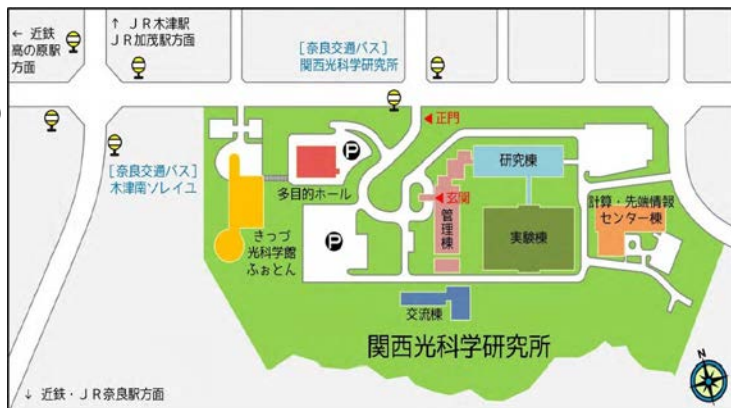 ← 近鉄
高の原駅
方面
↑ JR木津駅
JR加茂駅方面
[奈良交通バス]
関西光科学研究所
◀正門
[奈良交通バス]
木津南ソレイユ
多目的ホール
P
研究棟
◀玄関
管理棟
実験棟
計算・先端情報
センター棟
きっづ
光科学館
ふぉとん
P
交流棟
関西光科学研究所
N
↓ 近鉄・JR奈良駅方面